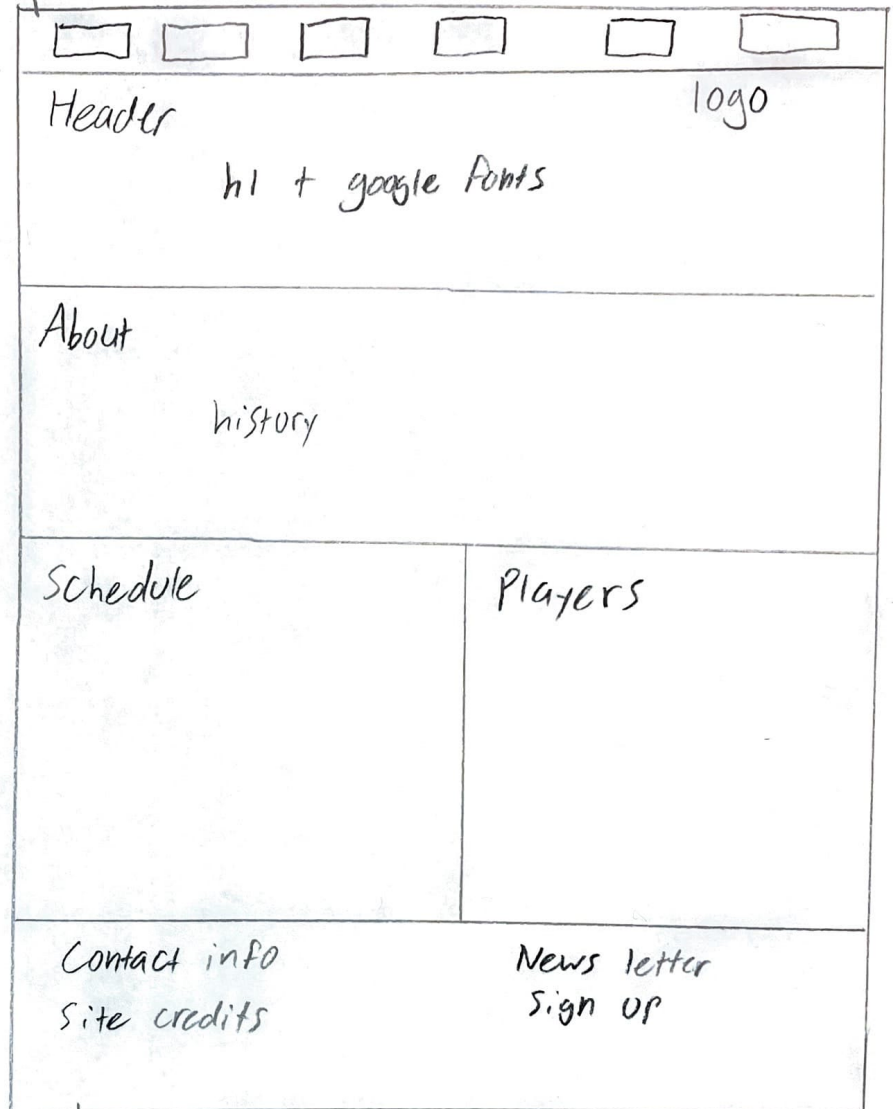 Header
logo
h1 + google fonts
About
history
Schedule
Players
Contact info
Site credits
News letter
Sign up